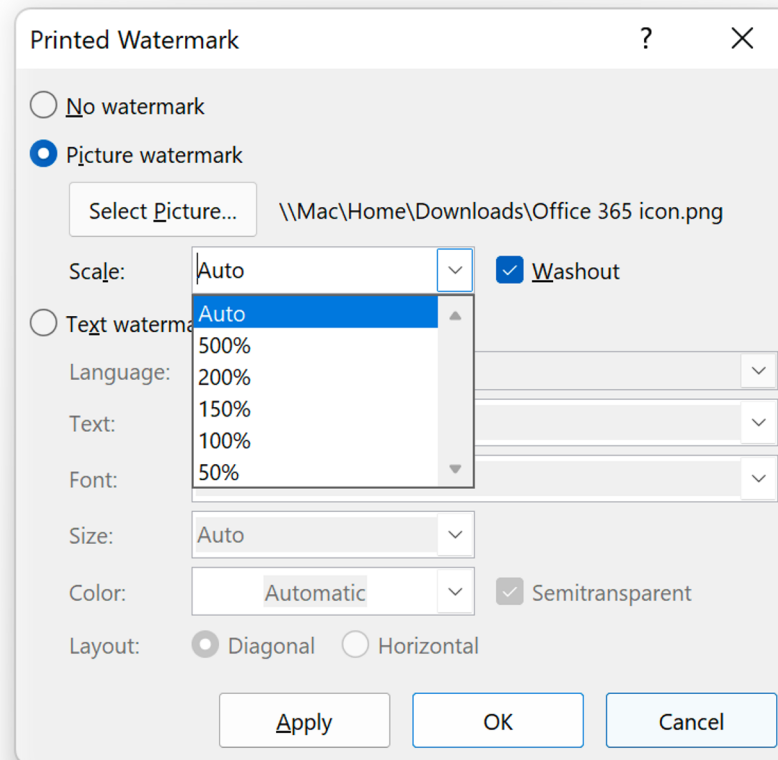 Printed Watermark ? 
No watermark
Picture watermark
Select Picture... \\Mac\Home\Downloads\Office 365 icon.png
Scale: Auto Washout
Auto
Text waterma
500%
Language:
200%
150%
Text:
100%
50%
Font:
Size: Auto
Color: Automatic Semitransparent
Layout: Diagonal Horizontal
Apply OK Cancel